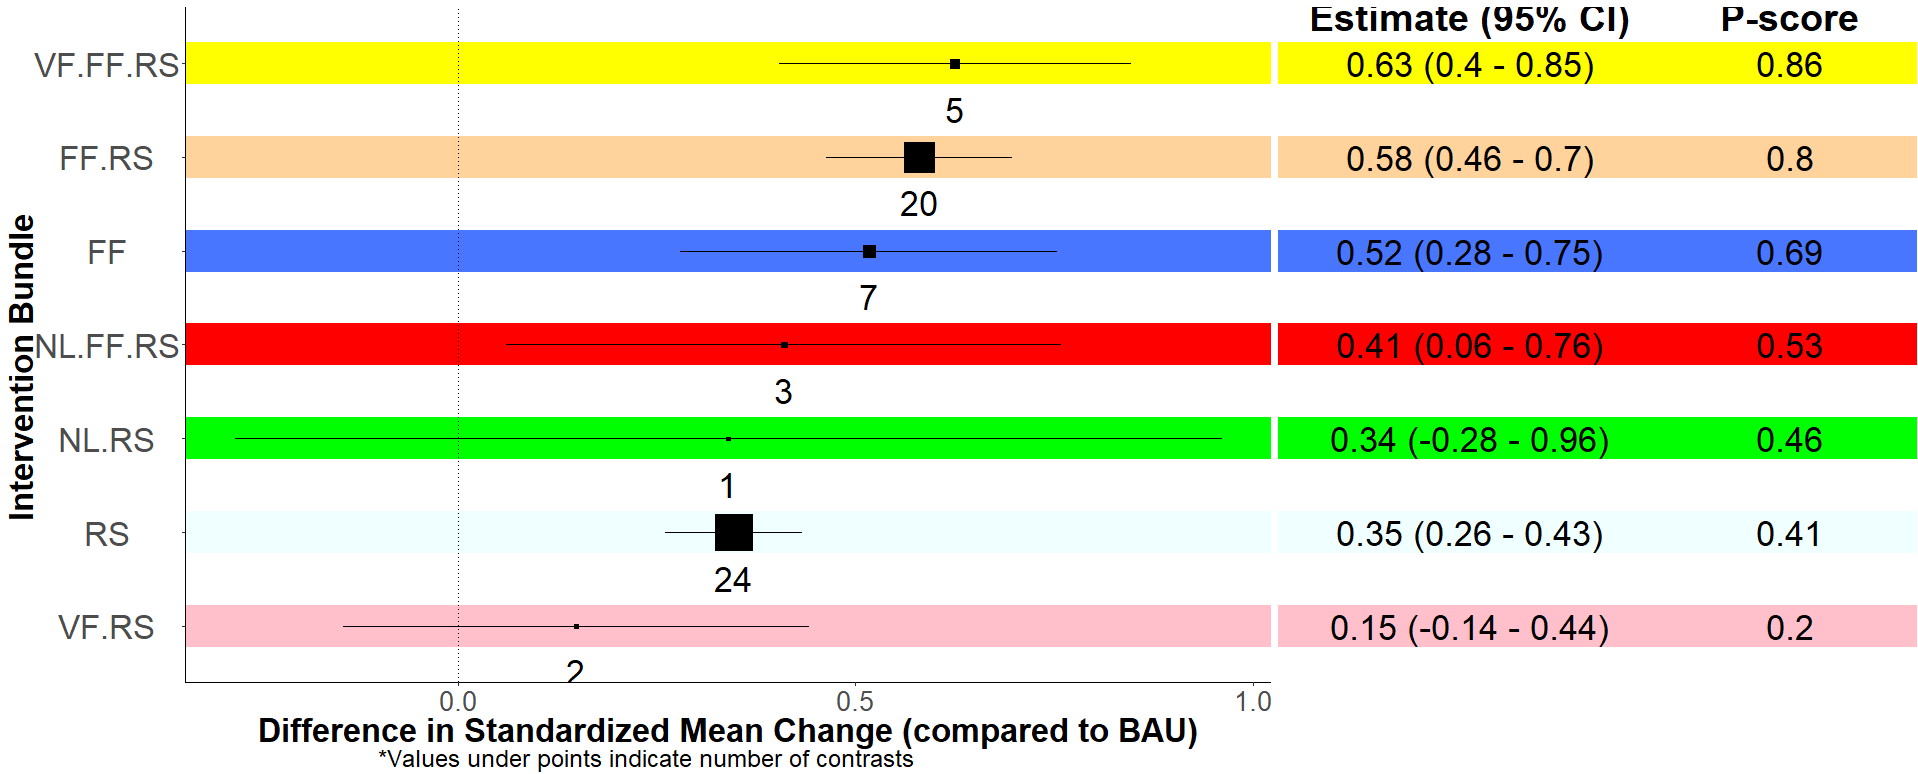 Estimate (95% CI) P-score
VF.FF.RS 0.63 (0.4 - 0.85) 0.86
5
FF.RS 0.58 (0.46 - 0.7) 0.8
20
FF 0.52 (0.28 - 0.75) 0.69
7
NL.FF.RS 0.41 (0.06 - 0.76) 0.53
3
NL.RS 0.34 (-0.28 - 0.96) 0.46
1
RS 0.35 (0.26 - 0.43) 0.41
24
VF.RS 0.15 (-0.14 - 0.44) 0.2
2
Intervention Bundle
0.0 0.5 1.0
Difference in Standardized Mean Change (compared to BAU)
*Values under points indicate number of contrasts